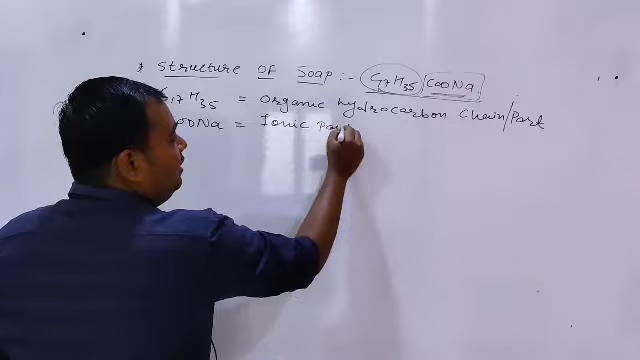 * Structure of Soap :- C17H35 COONa
C17H35 = Organic hydrocarbon Chain/Part
COONa = Ionic Par